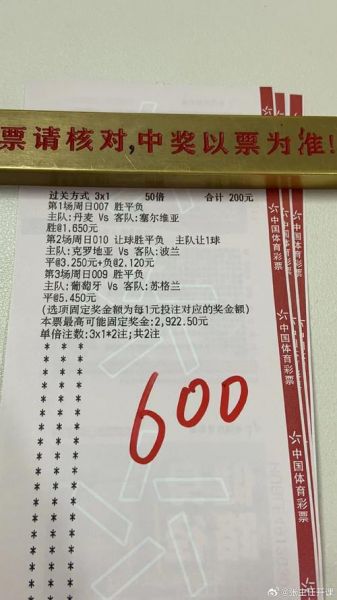 票请核对,中奖以票为准!
过关方式 3x1 50倍 合计 200元
第1场周日007 胜平负
主队:丹麦 Vs 客队:塞尔维亚
胜@1.650元
第2场周日010 让球胜平负 主队让1球
主队:克罗地亚 Vs 客队:波兰
平@3.250元+负@2.120元
第3场周日009 胜平负
主队:葡萄牙 Vs 客队:苏格兰
平@5.450元
(选项固定奖金额为每1元投注对应的奖金额)
本票最高可能固定奖金:2,922.50元
单倍注数:3x1*2注;共2注
600
中国体育彩票
中国体育彩票
中国体育彩票
@张主任开课